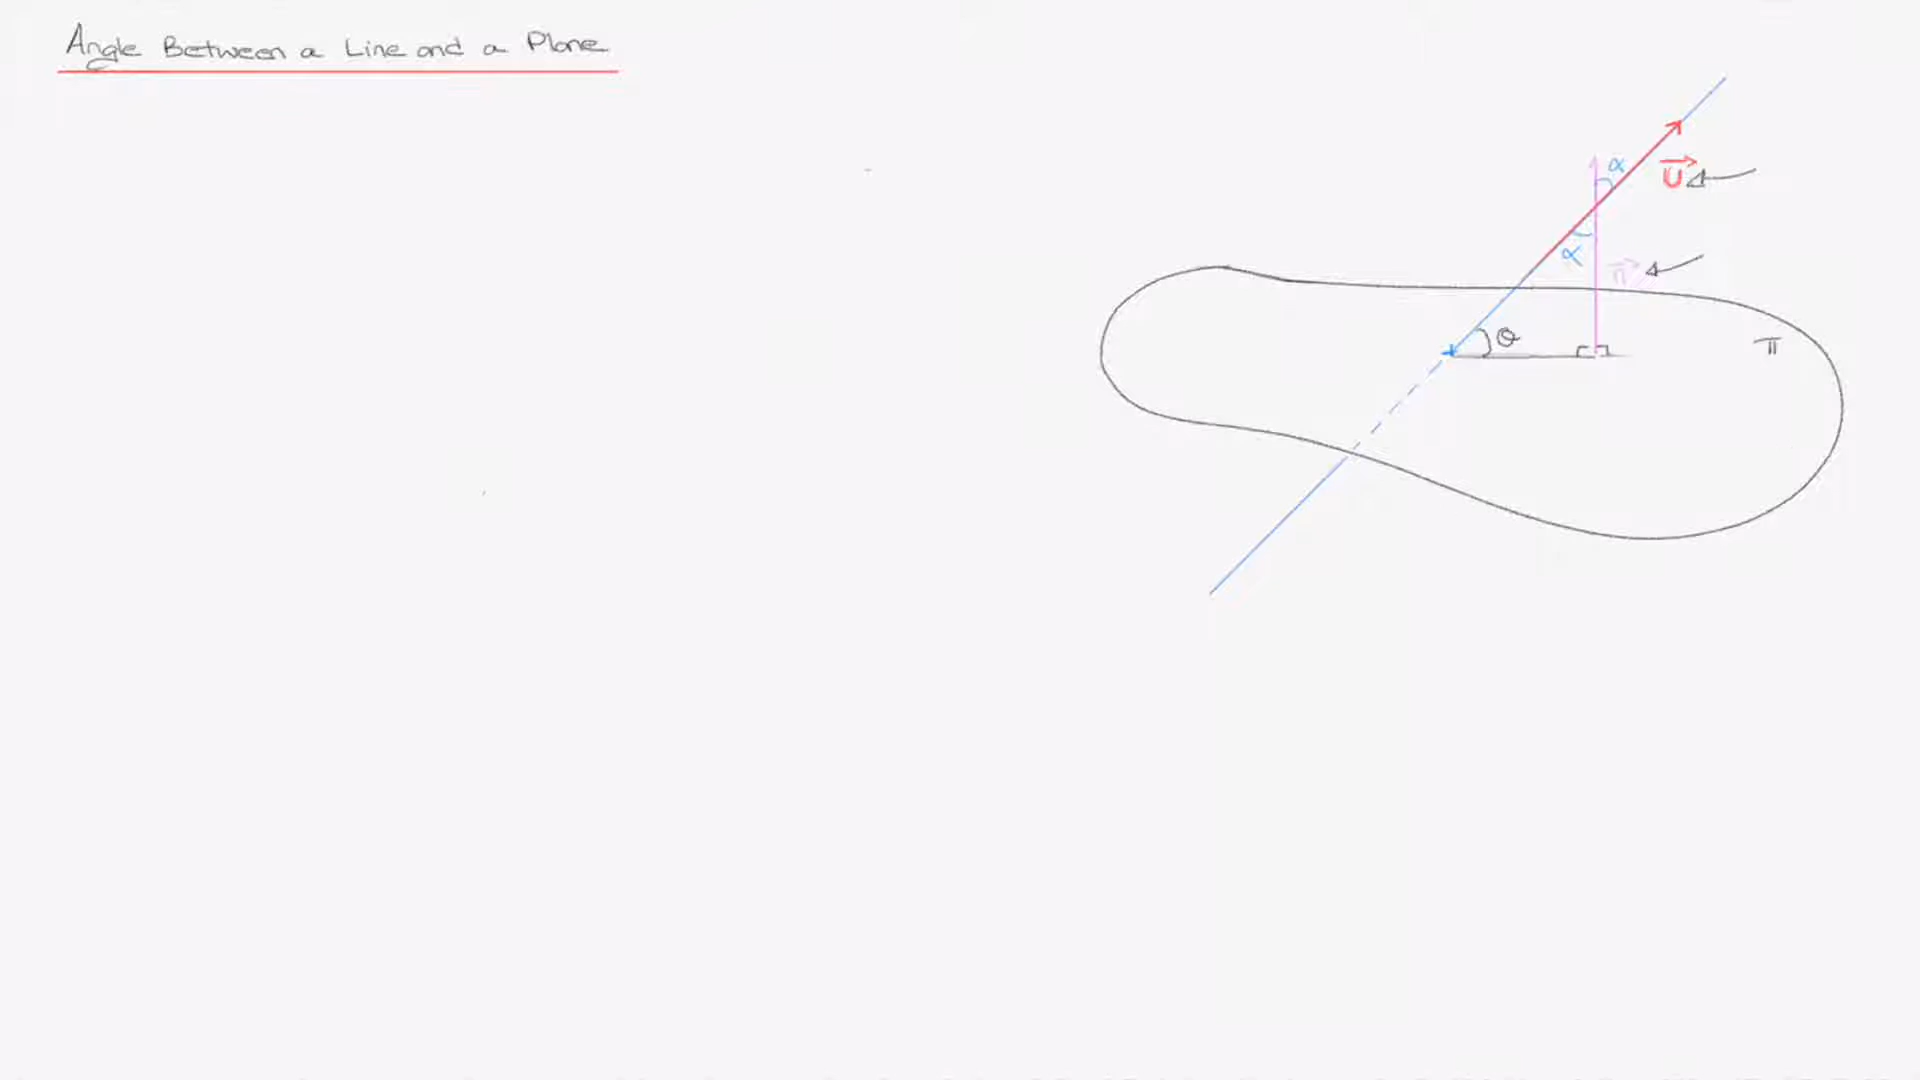 Angle Between a Line and a Plane
α
U
α
n
θ
π